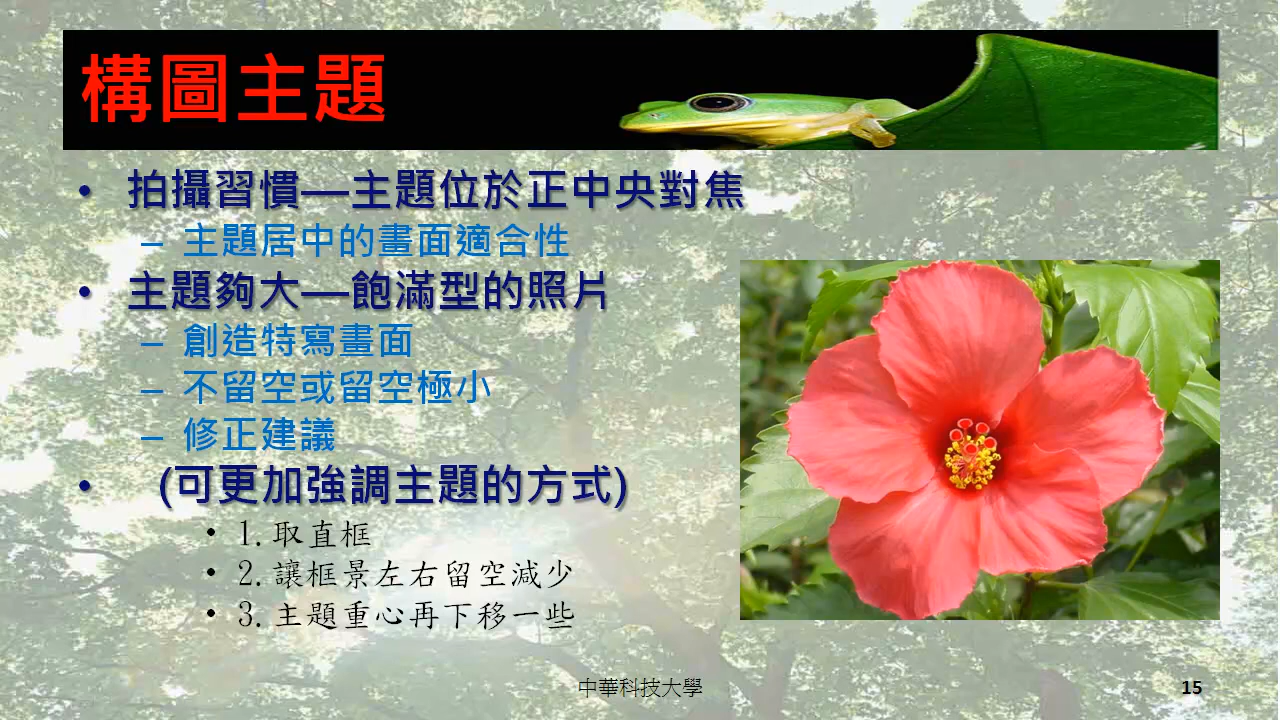 構圖主題
• 拍攝習慣──主題位於正中央對焦
– 主題居中的畫面適合性
• 主題夠大──飽滿型的照片
– 創造特寫畫面
– 不留空或留空極小
– 修正建議
• (可更加強調主題的方式)
• 1.取直框
• 2.讓框景左右留空減少
• 3.主題重心再下移一些
中華科技大學
15